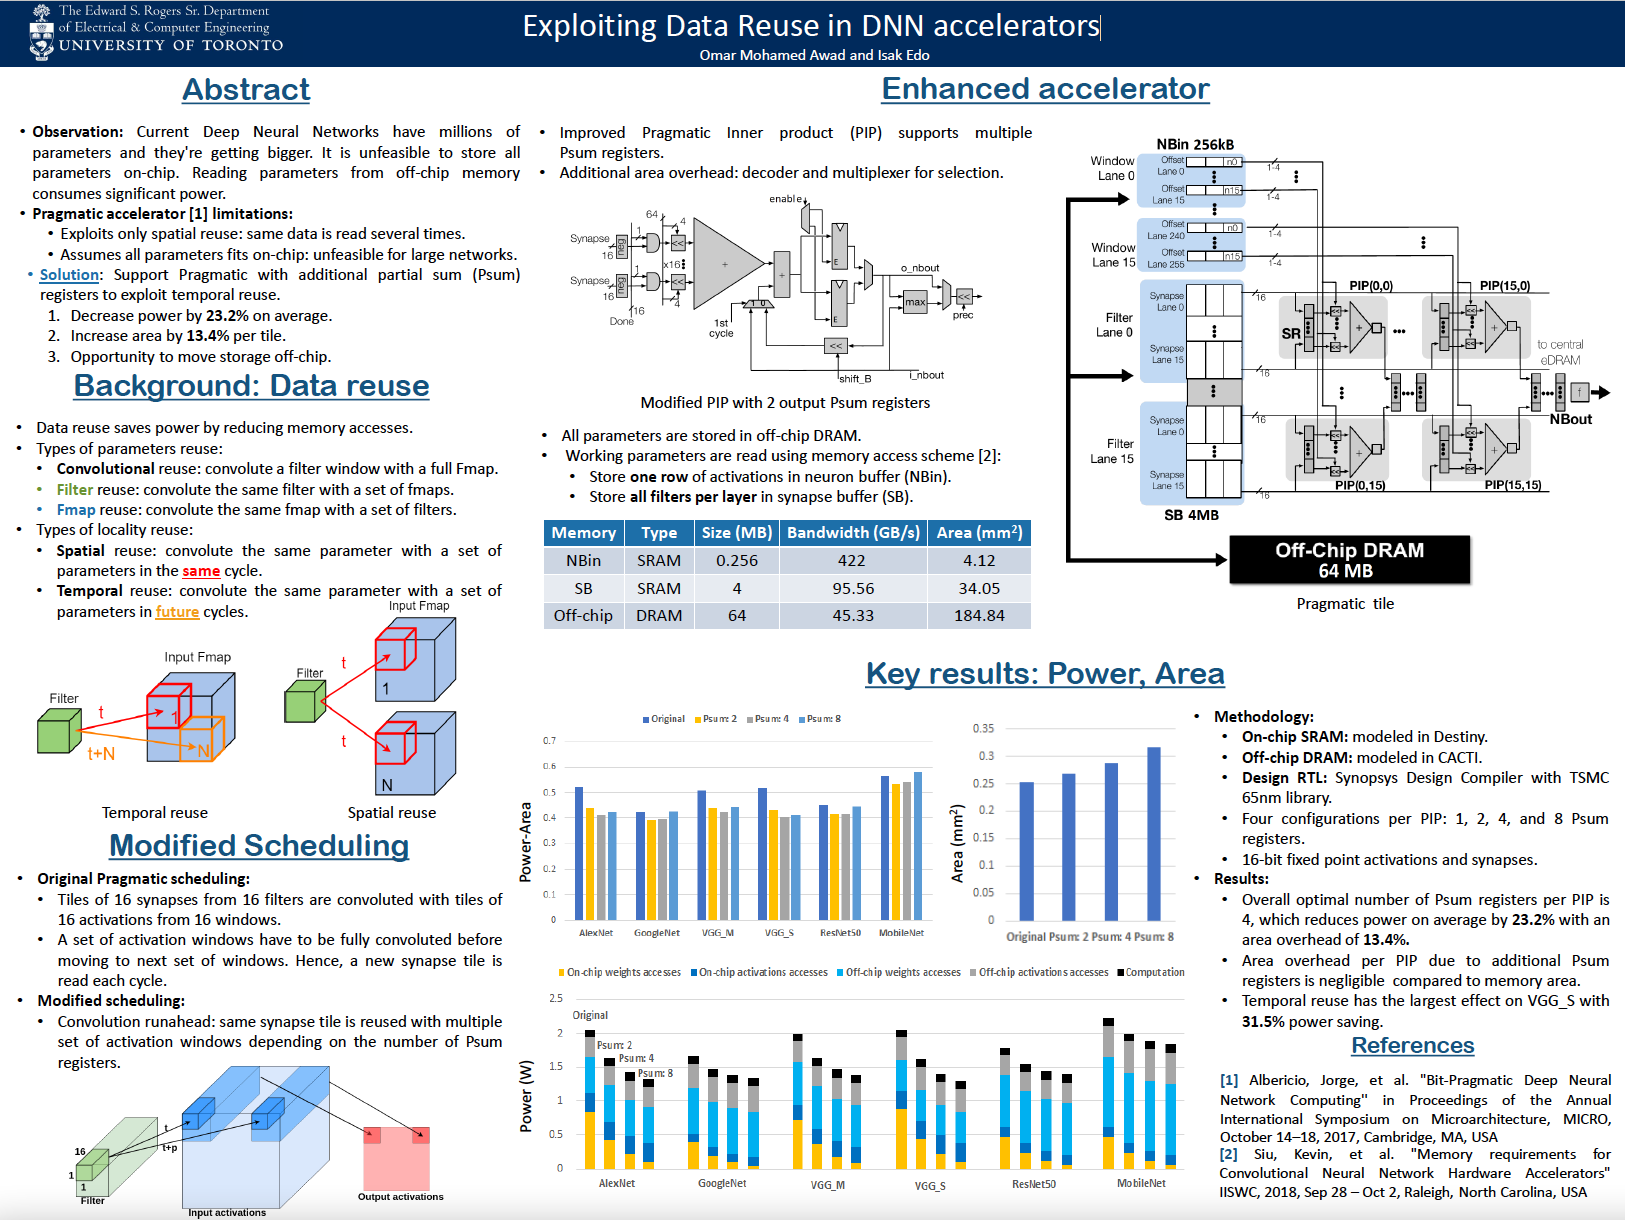 The Edward S. Rogers Sr. Department
of Electrical & Computer Engineering
UNIVERSITY OF TORONTO
Exploiting Data Reuse in DNN accelerators
Omar Mohamed Awad and Isak Edo
Abstract
• Observation: Current Deep Neural Networks have millions of
parameters and they're getting bigger. It is unfeasible to store all
parameters on-chip. Reading parameters from off-chip memory
consumes significant power.
• Pragmatic accelerator [1] limitations:
• Exploits only spatial reuse: same data is read several times.
• Assumes all parameters fits on-chip: unfeasible for large networks.
• Solution: Support Pragmatic with additional partial sum (Psum)
registers to exploit temporal reuse.
1. Decrease power by 23.2% on average.
2. Increase area by 13.4% per tile.
3. Opportunity to move storage off-chip.
Background: Data reuse
• Data reuse saves power by reducing memory accesses.
• Types of parameters reuse:
• Convolutional reuse: convolute a filter window with a full Fmap.
• Filter reuse: convolute the same filter with a set of fmaps.
• Fmap reuse: convolute the same fmap with a set of filters.
• Types of locality reuse:
• Spatial reuse: convolute the same parameter with a set of
parameters in the same cycle.
• Temporal reuse: convolute the same parameter with a set of
parameters in future cycles.
Input Fmap
Filter
t
t+N
1
N
Temporal reuse
Input Fmap
Filter
t
t
1
N
Spatial reuse
Modified Scheduling
• Original Pragmatic scheduling:
• Tiles of 16 synapses from 16 filters are convoluted with tiles of
16 activations from 16 windows.
• A set of activation windows have to be fully convoluted before
moving to next set of windows. Hence, a new synapse tile is
read each cycle.
• Modified scheduling:
• Convolution runahead: same synapse tile is reused with multiple
set of activation windows depending on the number of Psum
registers.
16
1
1
Filter
t
t+p
Input activations
Output activations
Enhanced accelerator
• Improved Pragmatic Inner product (PIP) supports multiple
Psum registers.
• Additional area overhead: decoder and multiplexer for selection.
enable
64
4
Synapse
16
neg
1
<<
x16
Synapse
16
neg
1
<<
4
16
Done
+
+
1st
cycle
1 0
E
E
<<
shift_B
i_nbout
o_nbout
max
<<
prec
Modified PIP with 2 output Psum registers
• All parameters are stored in off-chip DRAM.
• Working parameters are read using memory access scheme [2]:
• Store one row of activations in neuron buffer (NBin).
• Store all filters per layer in synapse buffer (SB).
Memory Type Size (MB) Bandwidth (GB/s) Area (mm²)
NBin SRAM 0.256 422 4.12
SB SRAM 4 95.56 34.05
Off-chip DRAM 64 45.33 184.84
NBin 256kB
Window
Lane 0
Offset
Lane 0
n0
1-4
Offset
Lane 15
n15
1-4
Window
Lane 15
Offset
Lane 240
n0
1-4
Offset
Lane 255
n15
1-4
Filter
Lane 0
Synapse
Lane 0
16
Synapse
Lane 15
16
Filter
Lane 15
Synapse
Lane 0
16
Synapse
Lane 15
16
SB 4MB
PIP(0,0)
PIP(15,0)
SR
to central
eDRAM
f
NBout
PIP(0,15)
PIP(15,15)
Off-Chip DRAM
64 MB
Pragmatic tile
Key results: Power, Area
Original Psum: 2 Psum: 4 Psum: 8
Power-Area
0.7
0.6
0.5
0.4
0.3
0.2
0.1
0
AlexNet GoogleNet VGG_M VGG_S ResNet50 MobileNet
Area (mm²)
0.35
0.3
0.25
0.2
0.15
0.1
0.05
0
Original Psum: 2 Psum: 4 Psum: 8
On-chip weights accesses On-chip activations accesses Off-chip weights accesses Off-chip activations accesses Computation
Power (W)
2.5
2
1.5
1
0.5
0
Original
Psum: 2
Psum: 4
Psum: 8
AlexNet GoogleNet VGG_M VGG_S ResNet50 MobileNet
• Methodology:
• On-chip SRAM: modeled in Destiny.
• Off-chip DRAM: modeled in CACTI.
• Design RTL: Synopsys Design Compiler with TSMC
65nm library.
• Four configurations per PIP: 1, 2, 4, and 8 Psum
registers.
• 16-bit fixed point activations and synapses.
• Results:
• Overall optimal number of Psum registers per PIP is
4, which reduces power on average by 23.2% with an
area overhead of 13.4%.
• Area overhead per PIP due to additional Psum
registers is negligible compared to memory area.
• Temporal reuse has the largest effect on VGG_S with
31.5% power saving.
References
[1] Albericio, Jorge, et al. "Bit-Pragmatic Deep Neural
Network Computing" in Proceedings of the Annual
International Symposium on Microarchitecture, MICRO,
October 14–18, 2017, Cambridge, MA, USA
[2] Siu, Kevin, et al. "Memory requirements for
Convolutional Neural Network Hardware Accelerators"
IISWC, 2018, Sep 28 – Oct 2, Raleigh, North Carolina, USA